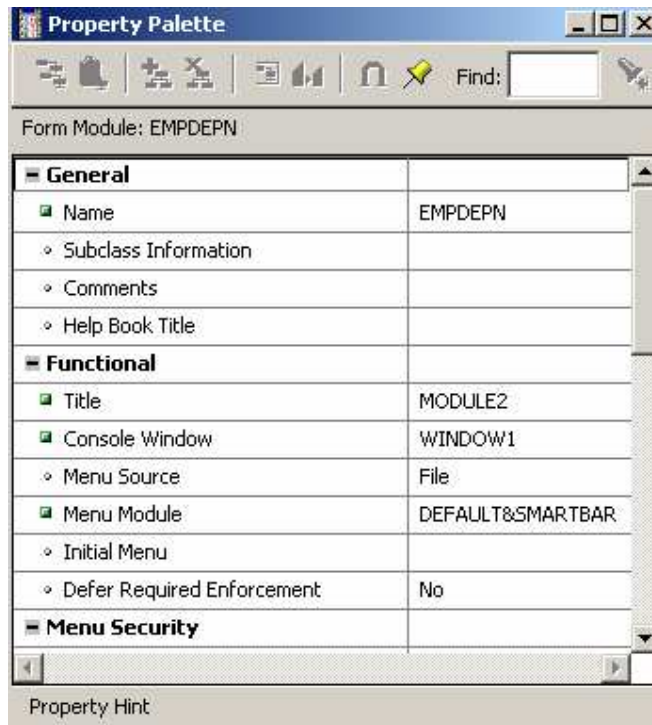 Property Palette
Find:
Form Module: EMPDEPN
General
Name EMPDEPN
Subclass Information
Comments
Help Book Title
Functional
Title MODULE2
Console Window WINDOW1
Menu Source File
Menu Module DEFAULT&SMARTBAR
Initial Menu
Defer Required Enforcement No
Menu Security
Property Hint